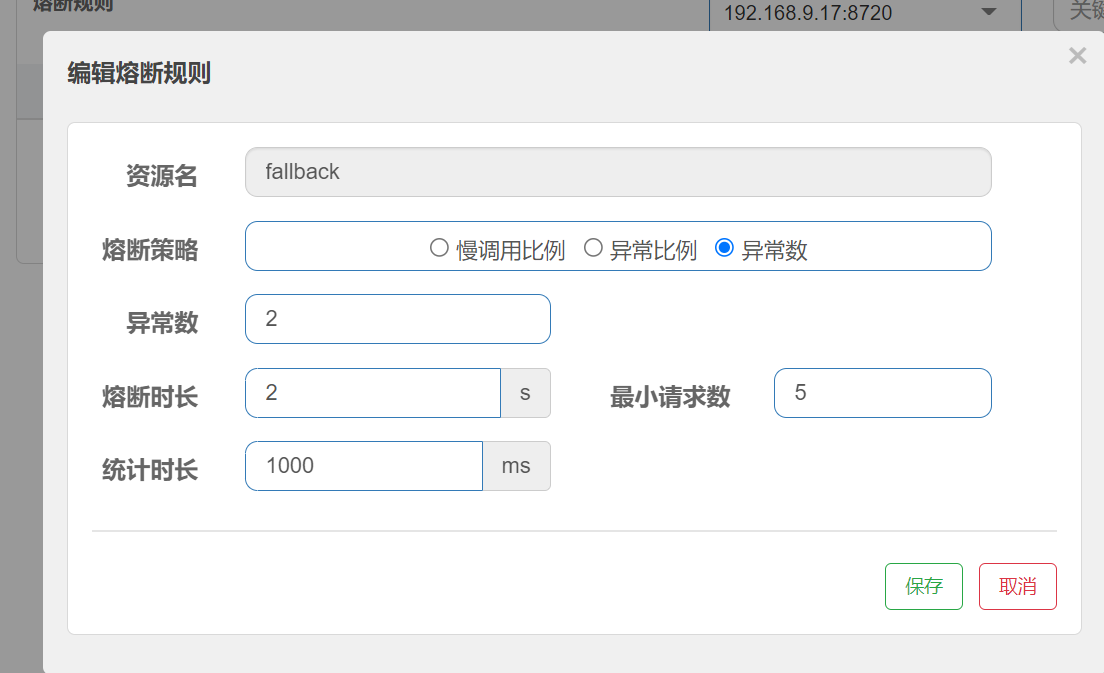 熔断规则
192.168.9.17:8720
关键
编辑熔断规则
×
资源名 fallback
熔断策略 慢调用比例 异常比例 异常数
异常数 2
熔断时长 2 s 最小请求数 5
统计时长 1000 ms
保存 取消